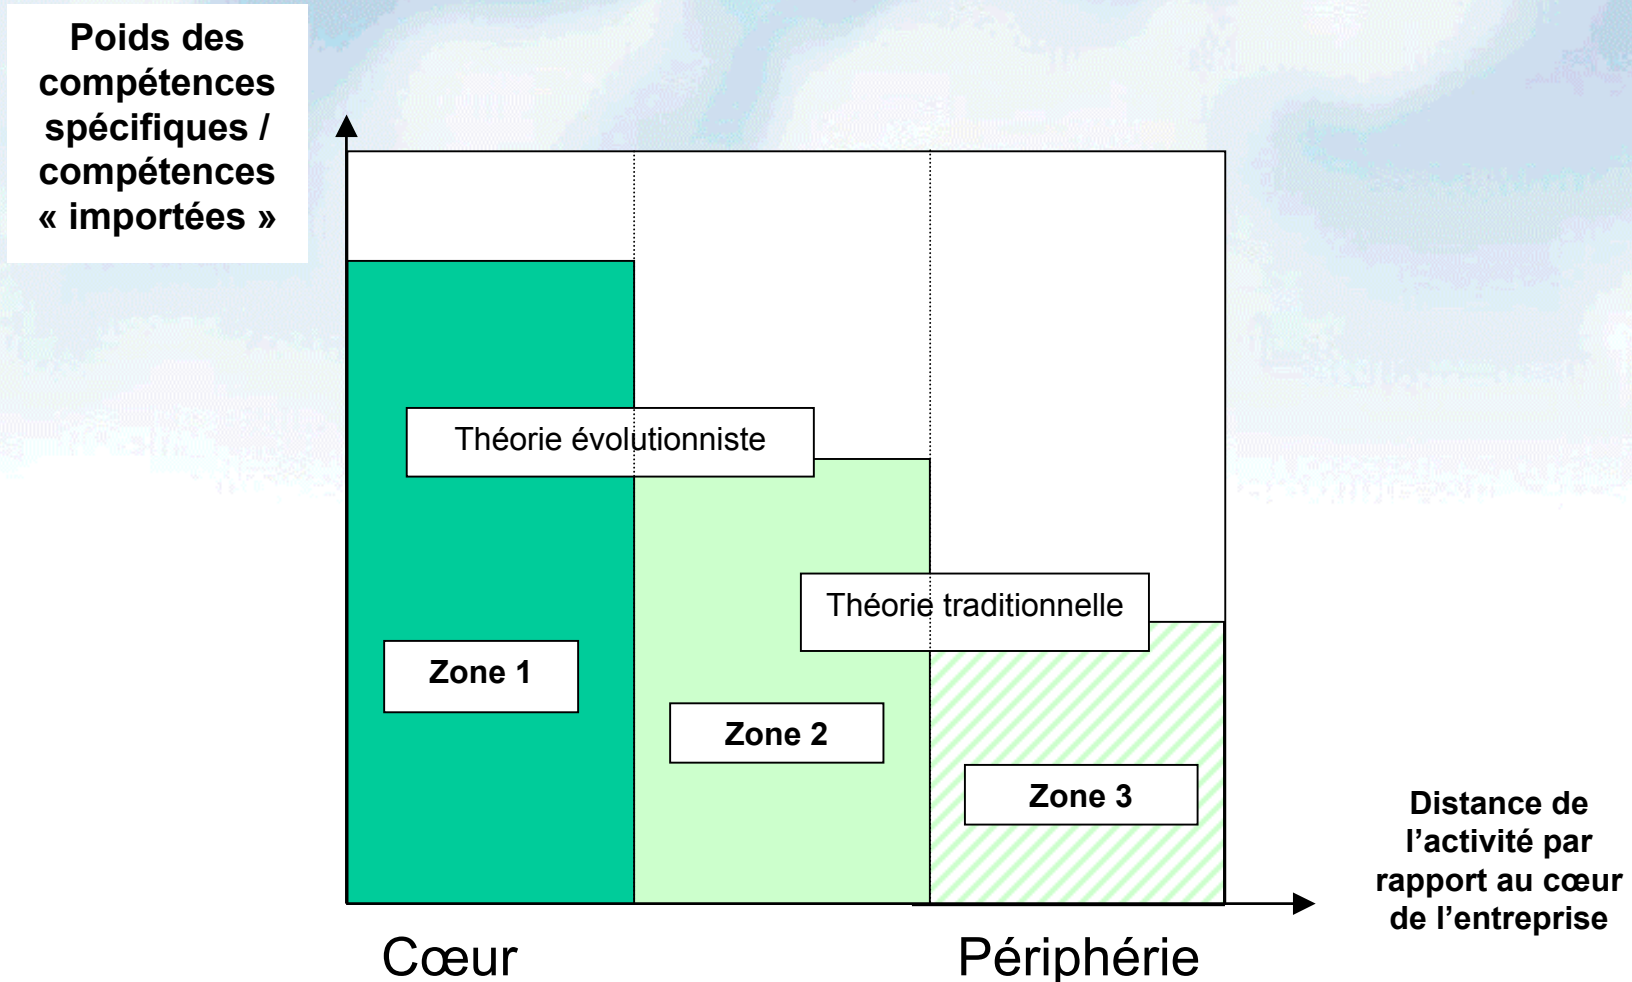 Poids des
compétences
spécifiques /
compétences
« importées »
Théorie évolutionniste
Théorie traditionnelle
Zone 1
Zone 2
Zone 3
Distance de
l’activité par
rapport au cœur
de l’entreprise
Cœur
Périphérie